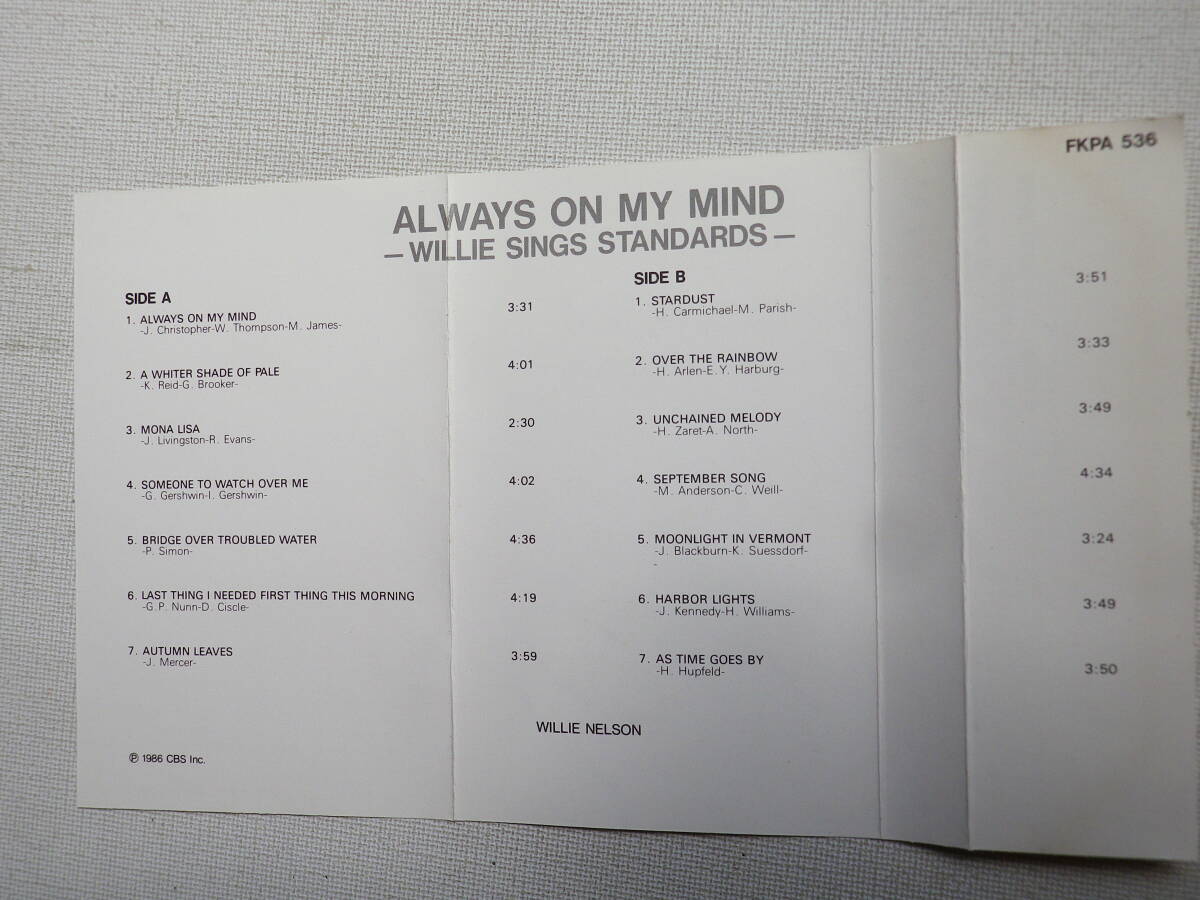 FKPA 536
ALWAYS ON MY MIND
—WILLIE SINGS STANDARDS—
SIDE A
1. ALWAYS ON MY MIND 3:31
-J. Christopher-W. Thompson-M. James-
2. A WHITER SHADE OF PALE 4:01
-K. Reid-G. Brooker-
3. MONA LISA 2:30
-J. Livingston-R. Evans-
4. SOMEONE TO WATCH OVER ME 4:02
-G. Gershwin-I. Gershwin-
5. BRIDGE OVER TROUBLED WATER 4:36
-P. Simon-
6. LAST THING I NEEDED FIRST THING THIS MORNING 4:19
-G.P. Nunn-D. Ciscle-
7. AUTUMN LEAVES 3:59
-J. Mercer-
SIDE B
1. STARDUST 3:51
-H. Carmichael-M. Parish-
2. OVER THE RAINBOW 3:33
-H. Arlen-E.Y. Harburg-
3. UNCHAINED MELODY 3:49
-H. Zaret-A. North-
4. SEPTEMBER SONG 4:34
-M. Anderson-C. Weill-
5. MOONLIGHT IN VERMONT 3:24
-J. Blackburn-K. Suessdorf-
-
6. HARBOR LIGHTS 3:49
-J. Kennedy-H. Williams-
7. AS TIME GOES BY 3:50
-H. Hupfeld-
WILLIE NELSON
℗ 1986 CBS Inc.